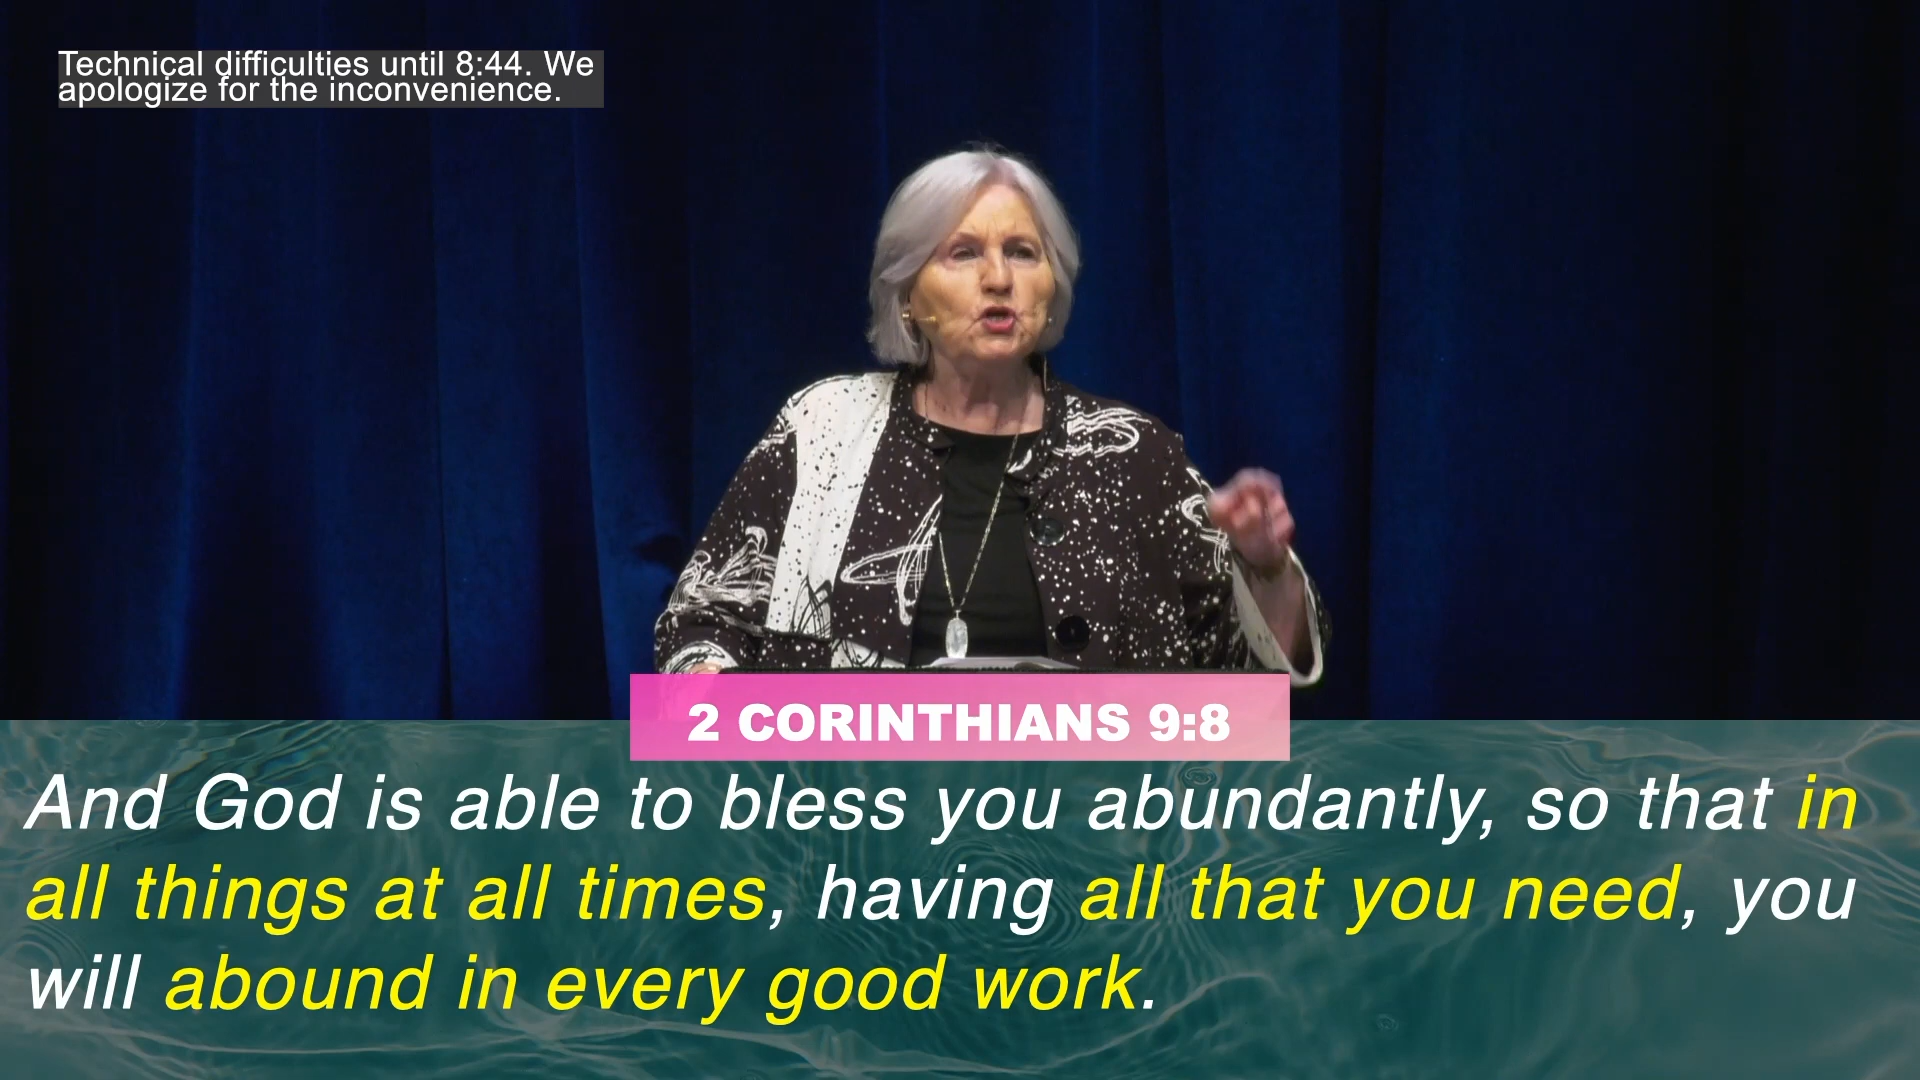 Technical difficulties until 8:44. We
apologize for the inconvenience.
2 CORINTHIANS 9:8
And God is able to bless you abundantly, so that in
all things at all times, having all that you need, you
will abound in every good work.